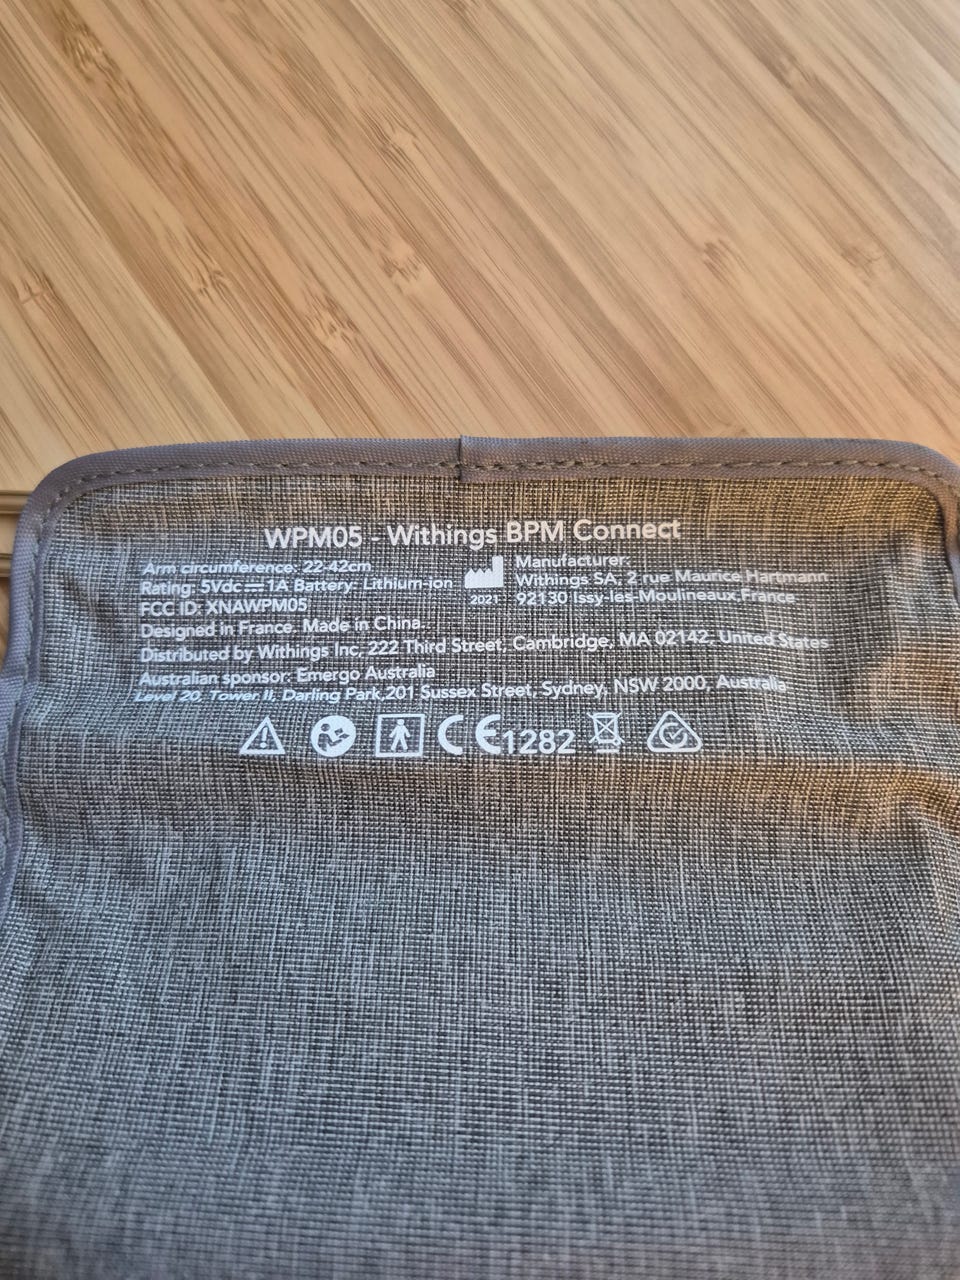 WPM05 - Withings BPM Connect
Arm circumference: 22-42cm
Rating: 5Vdc⎓1A Battery: Lithium-ion
FCC ID: XNAWPM05
Designed in France. Made in China.
2021
Manufacturer:
Withings SA, 2 rue Maurice Hartmann
92130 Issy-les-Moulineaux, France
Distributed by Withings Inc, 222 Third Street, Cambridge, MA 02142, United States
Australian sponsor: Emergo Australia
Level 20, Tower II, Darling Park,201 Sussex Street, Sydney, NSW 2000, Australia
CE1282